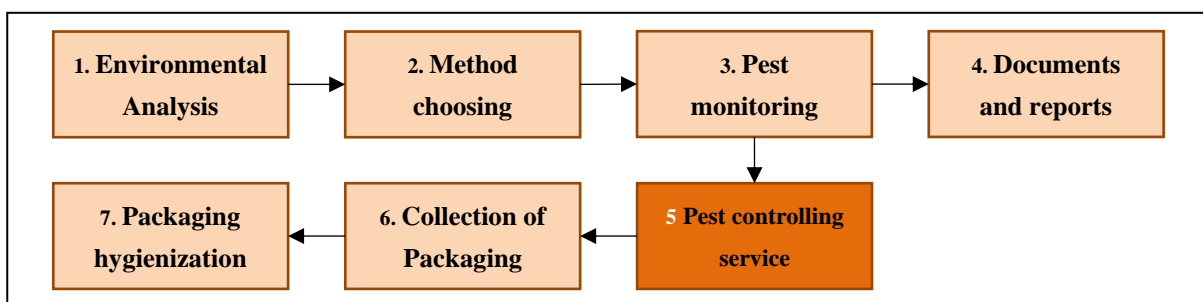 1. Environmental
Analysis
2. Method
choosing
3. Pest
monitoring
4. Documents
and reports
5 Pest controlling
service
6. Collection of
Packaging
7. Packaging
hygienization